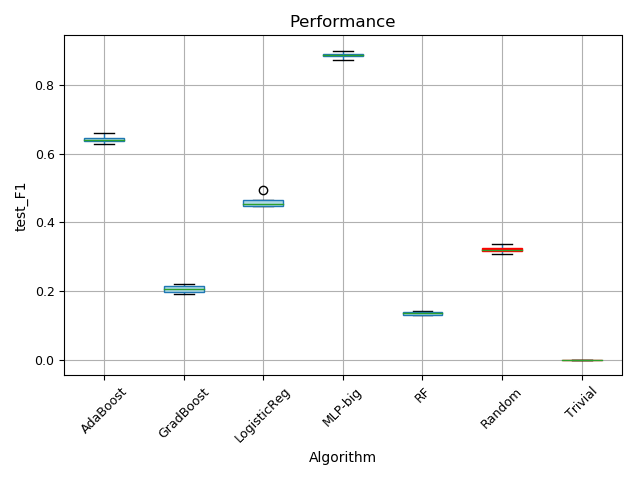 Performance
test_F1
0.8
0.6
0.4
0.2
0.0
AdaBoost
GradBoost
LogisticReg
MLP-big
RF
Random
Trivial
Algorithm